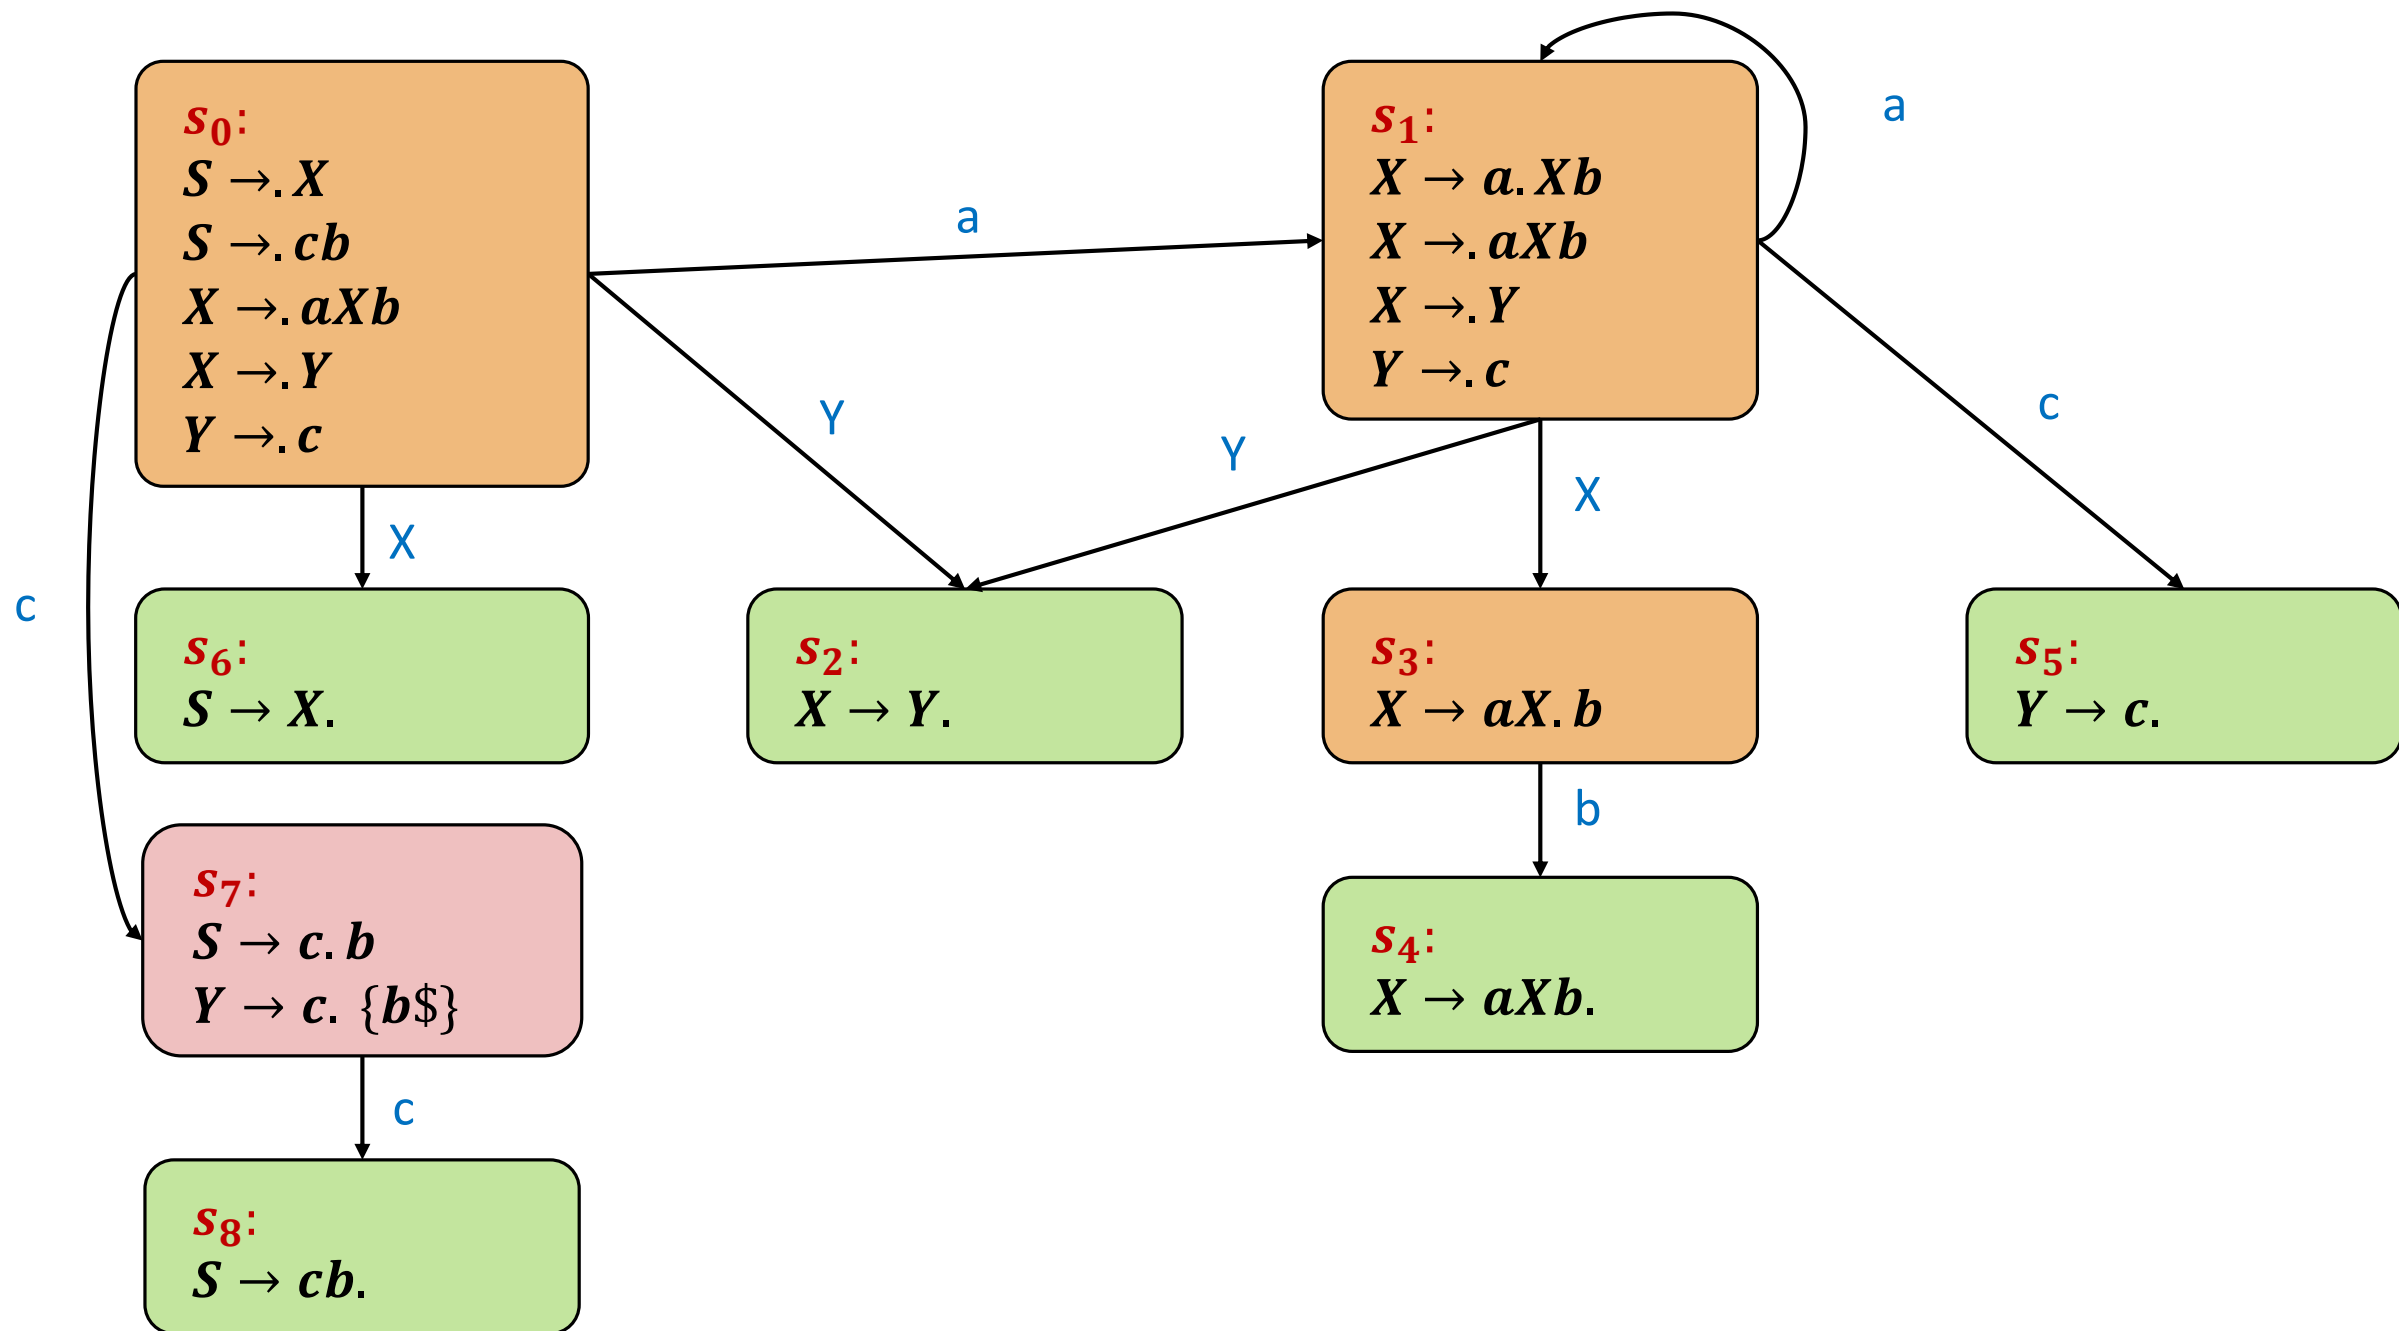 s₀:
S →. X
S →. cb
X →. aXb
X →. Y
Y →. c
a
s₁:
X → a. Xb
X →. aXb
X →. Y
Y →. c
a
Y
Y
X
c
X
c
s₆:
S → X.
s₂:
X → Y.
s₃:
X → aX. b
s₅:
Y → c.
b
s₇:
S → c. b
Y → c. {b$}
s₄:
X → aXb.
c
s₈:
S → cb.